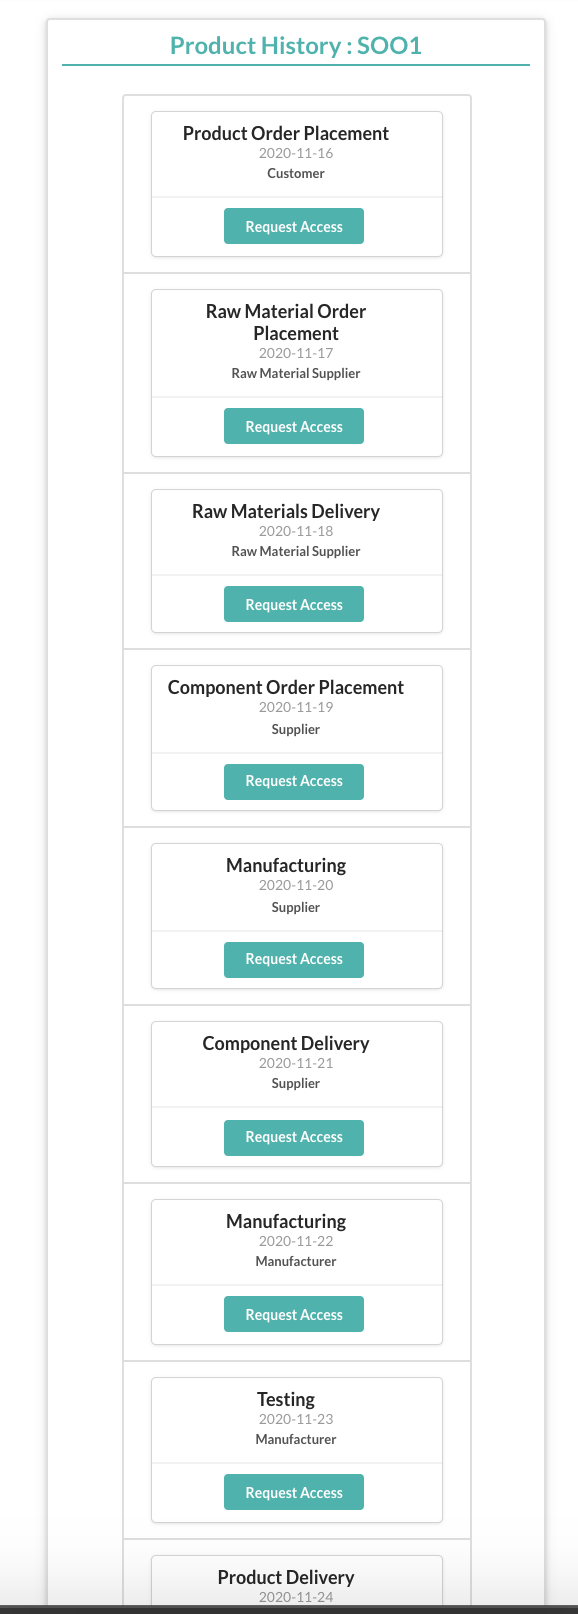 Product History : SOO1
Product Order Placement
2020-11-16
Customer
Request Access
Raw Material Order
Placement
2020-11-17
Raw Material Supplier
Request Access
Raw Materials Delivery
2020-11-18
Raw Material Supplier
Request Access
Component Order Placement
2020-11-19
Supplier
Request Access
Manufacturing
2020-11-20
Supplier
Request Access
Component Delivery
2020-11-21
Supplier
Request Access
Manufacturing
2020-11-22
Manufacturer
Request Access
Testing
2020-11-23
Manufacturer
Request Access
Product Delivery
2020-11-24